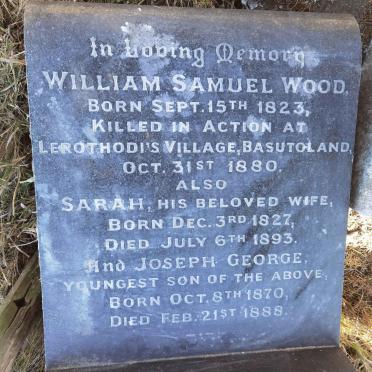 In Loving Memory
WILLIAM SAMUEL WOOD,
BORN SEPT. 15TH 1823,
KILLED IN ACTION AT
LEROTHODI'S VILLAGE, BASUTOLAND,
OCT. 31ST 1880.
ALSO
SARAH, HIS BELOVED WIFE,
BORN DEC. 3RD 1827,
DIED JULY 6TH 1893.
And JOSEPH GEORGE,
YOUNGEST SON OF THE ABOVE,
BORN OCT. 8TH 1870,
DIED FEB. 21ST 1888.